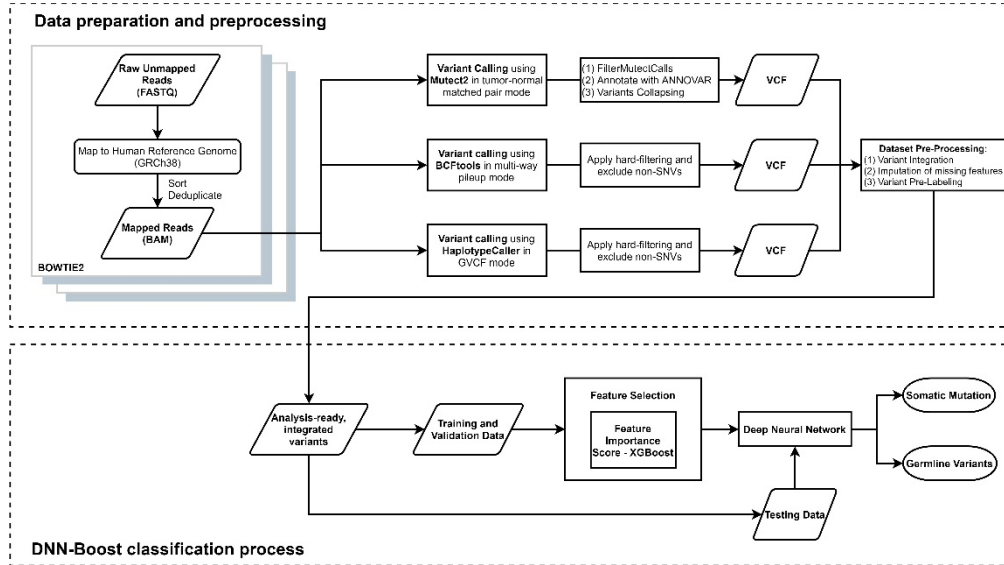 Data preparation and preprocessing
Raw Unmapped
Reads
(FASTQ)
Map to Human Reference Genome
(GRCh38)
Sort
Deduplicate
Mapped Reads
(BAM)
BOWTIE2
Variant Calling using
Mutect2 in tumor-normal
matched pair mode
(1) FilterMutectCalls
(2) Annotate with ANNOVAR
(3) Variants Collapsing
VCF
Variant calling using
BCFtools in multi-way
pileup mode
Apply hard-filtering and
exclude non-SNVs
VCF
Variant calling using
HaplotypeCaller in
GVCF mode
Apply hard-filtering and
exclude non-SNVs
VCF
Dataset Pre-Processing:
(1) Variant Integration
(2) Imputation of missing features
(3) Variant Pre-Labeling
Analysis-ready,
integrated
variants
Training and
Validation Data
Feature Selection
Feature
Importance
Score - XGBoost
Deep Neural Network
Somatic Mutation
Germline Variants
Testing Data
DNN-Boost classification process